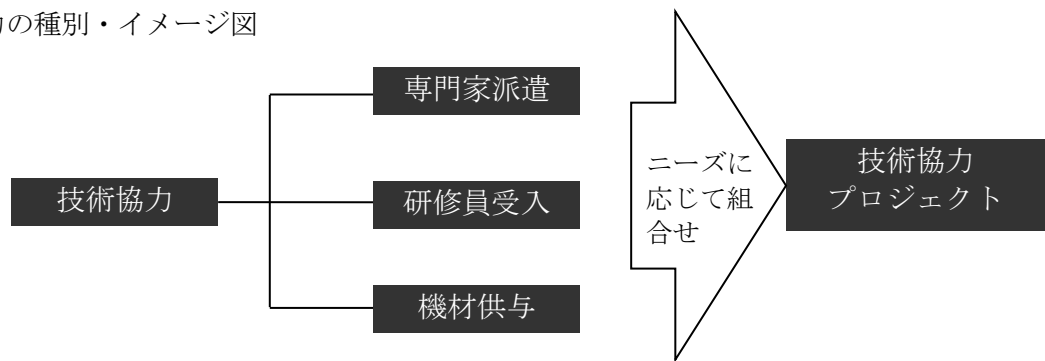 の種別・イメージ図
専門家派遣
技術協力
研修員受入
機材供与
ニーズに
応じて組
合せ
技術協力
プロジェクト